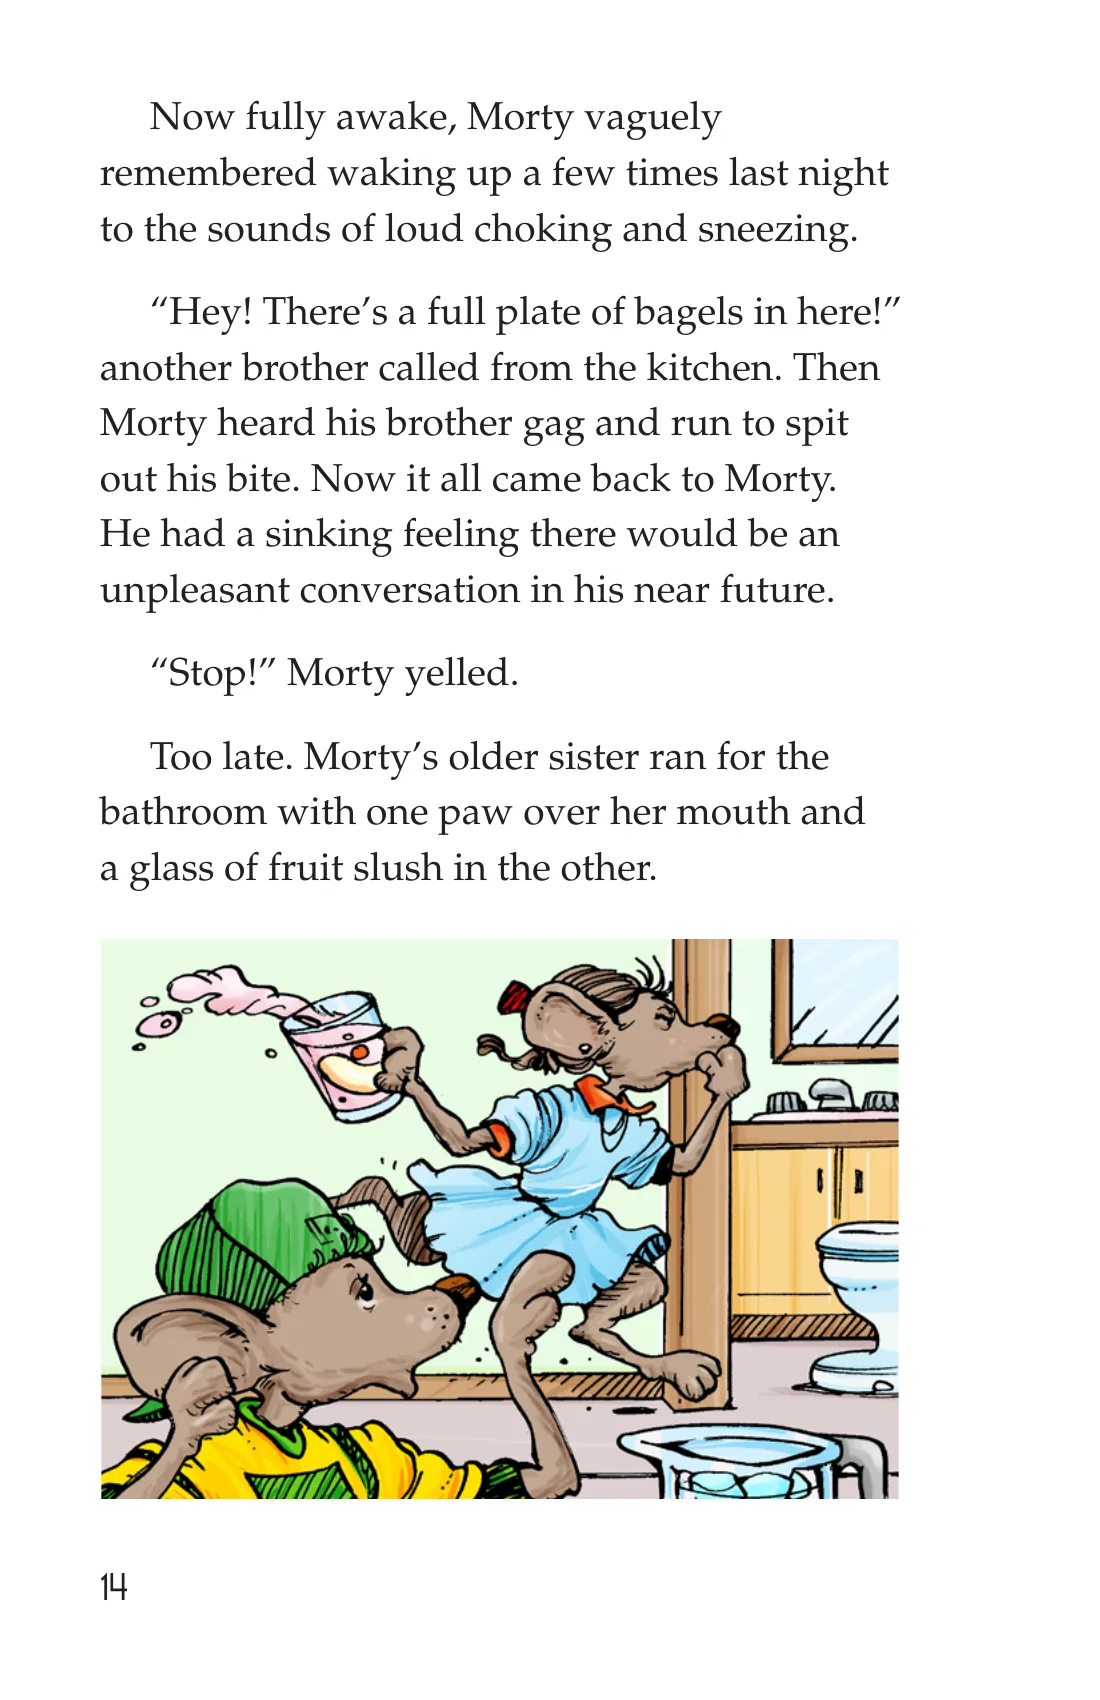 Now fully awake, Morty vaguely
remembered waking up a few times last night
to the sounds of loud choking and sneezing.
“Hey! There’s a full plate of bagels in here!”
another brother called from the kitchen. Then
Morty heard his brother gag and run to spit
out his bite. Now it all came back to Morty.
He had a sinking feeling there would be an
unpleasant conversation in his near future.
“Stop!” Morty yelled.
Too late. Morty’s older sister ran for the
bathroom with one paw over her mouth and
a glass of fruit slush in the other.
14